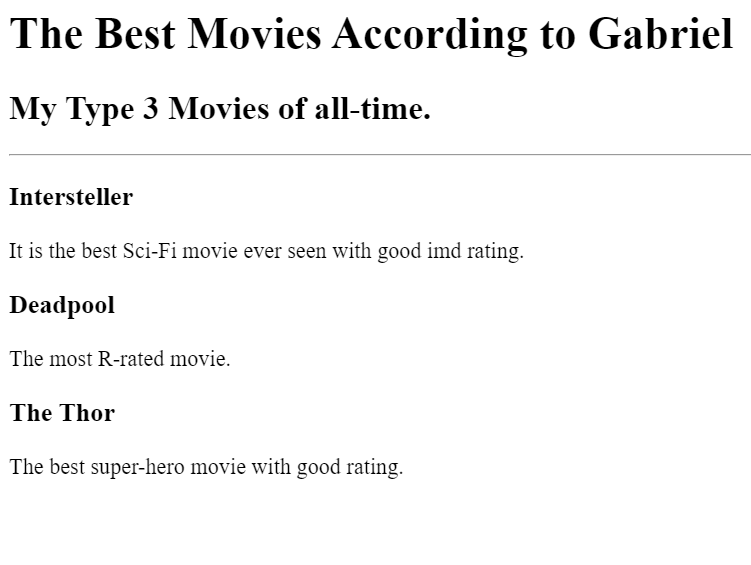 The Best Movies According to Gabriel
My Type 3 Movies of all-time.
Intersteller
It is the best Sci-Fi movie ever seen with good imd rating.
Deadpool
The most R-rated movie.
The Thor
The best super-hero movie with good rating.